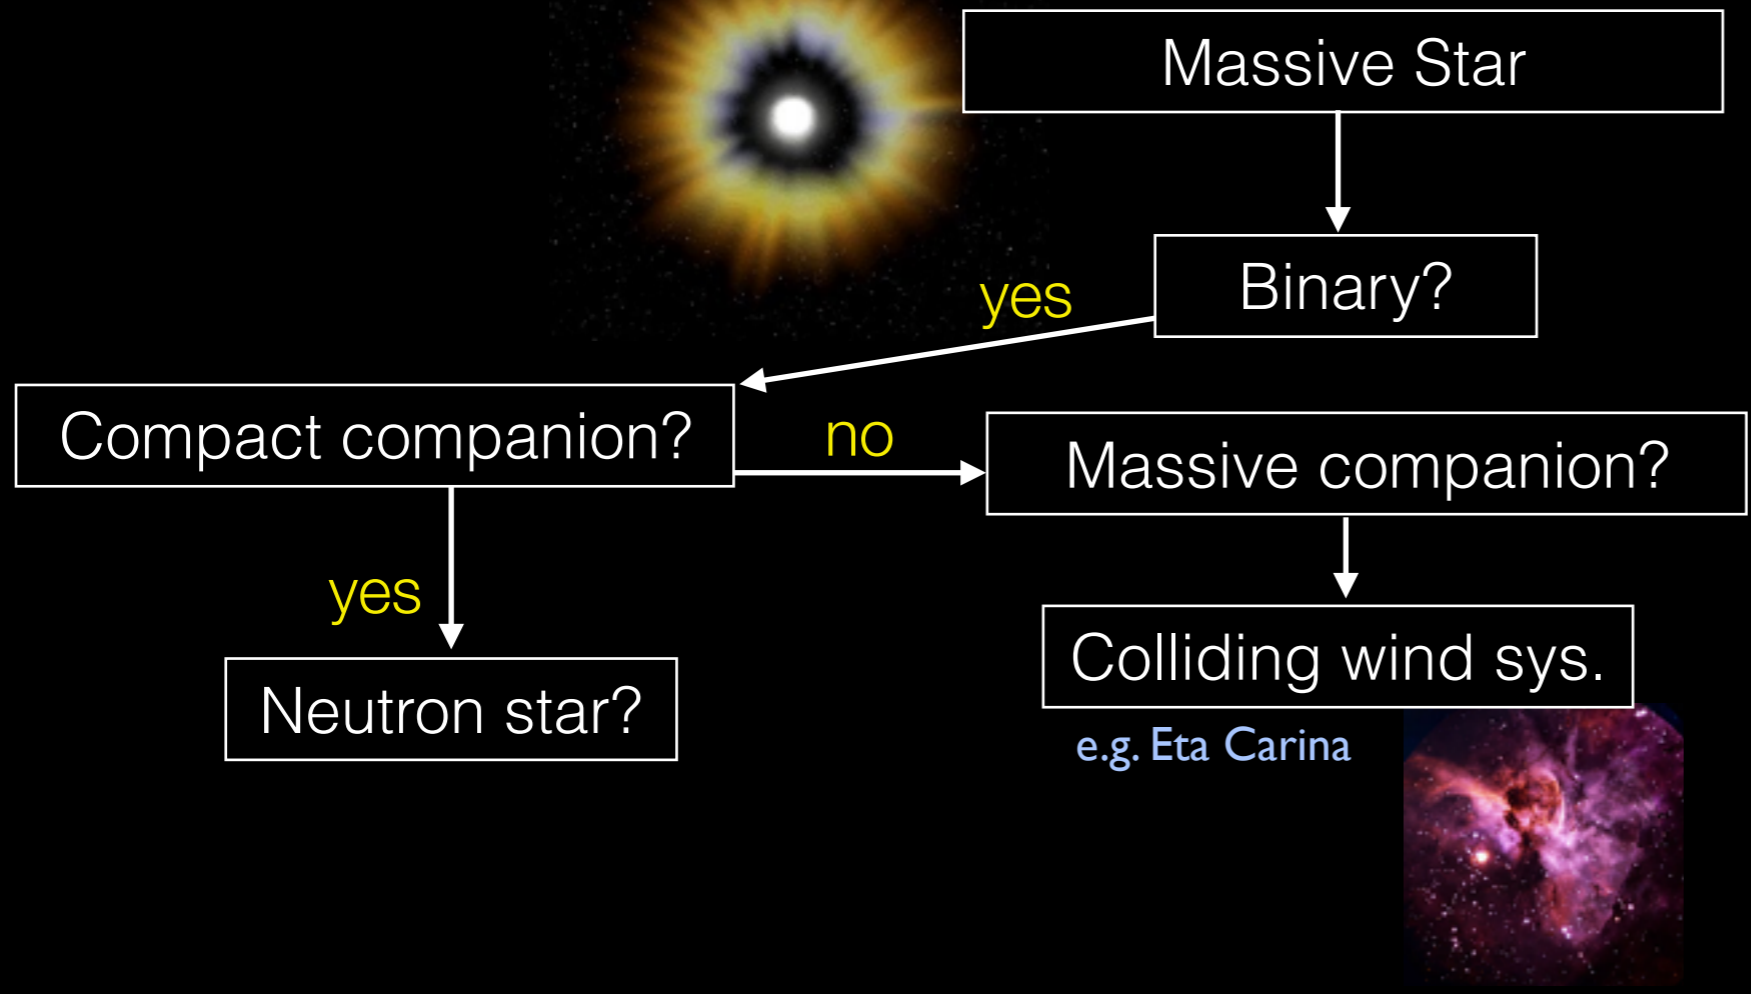 Massive Star
Binary?
yes
Compact companion?
no
Massive companion?
yes
Colliding wind sys.
Neutron star?
e.g. Eta Carina